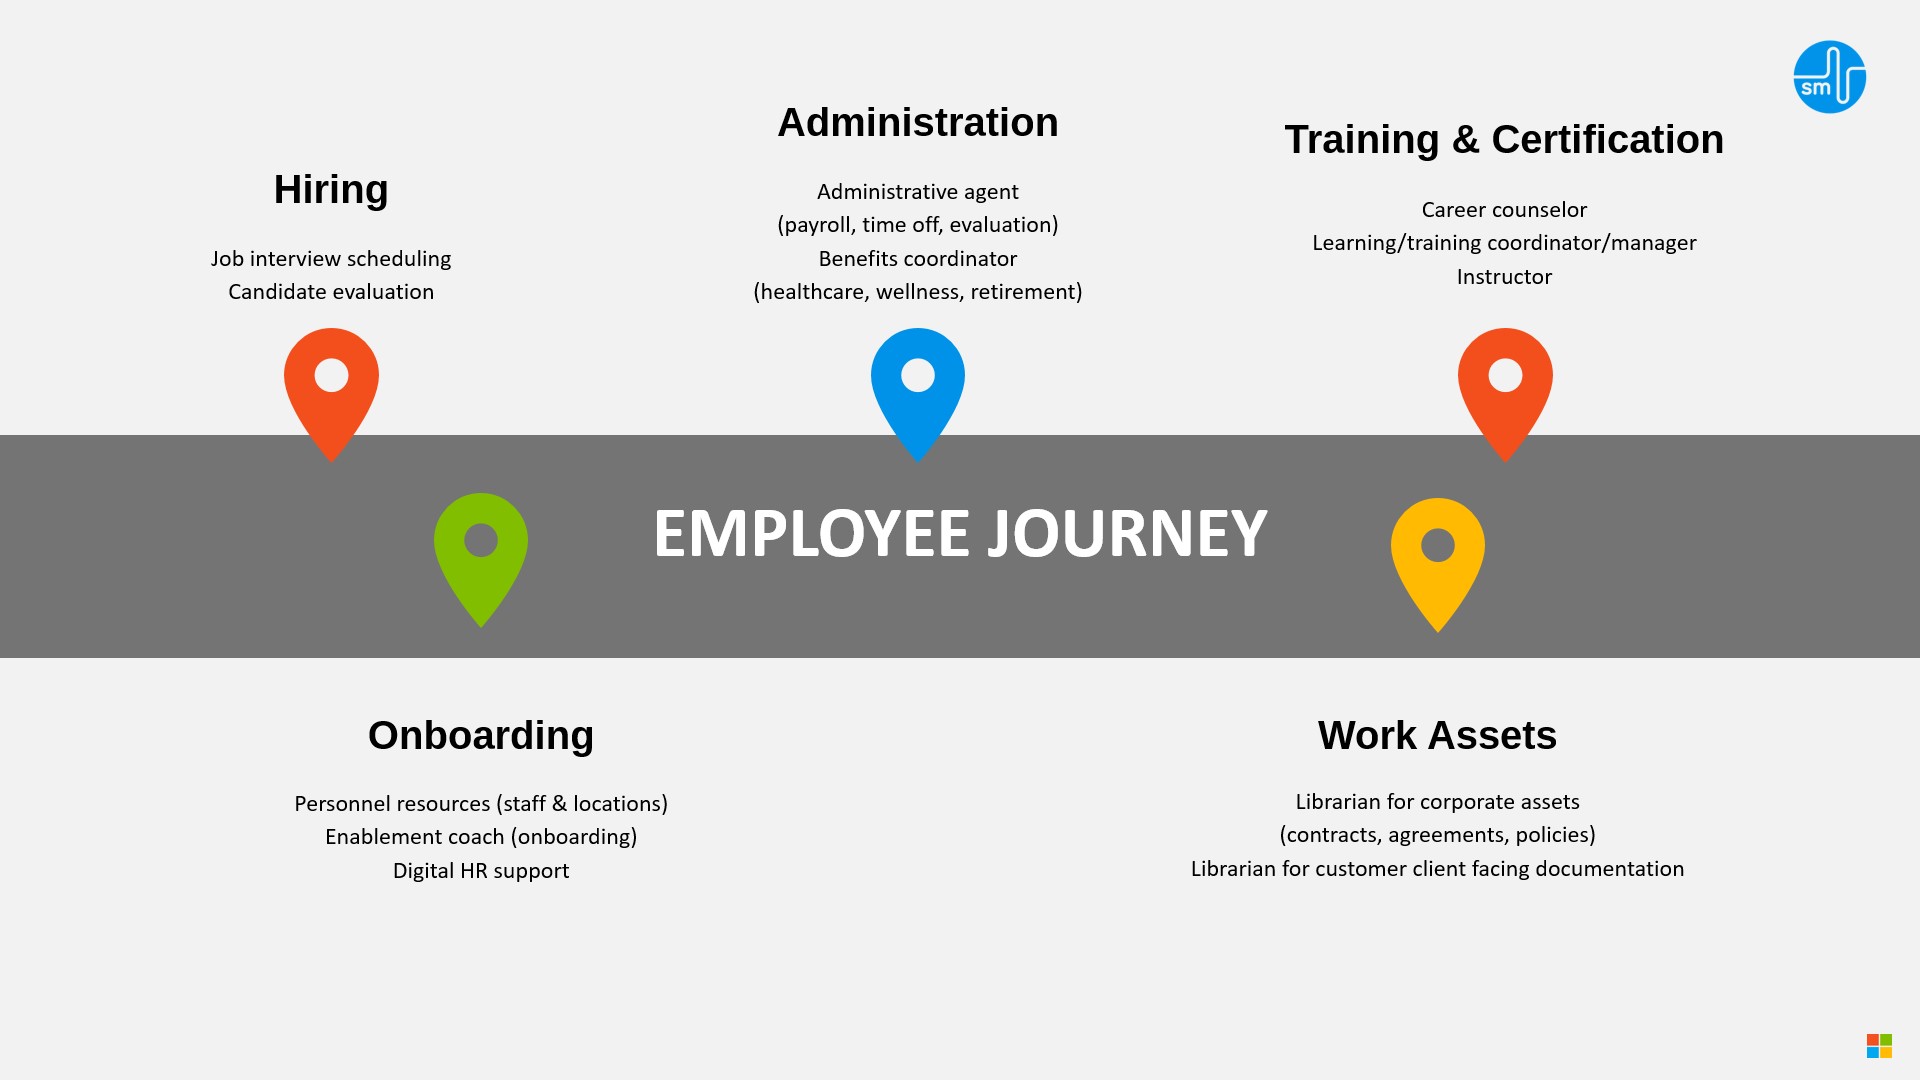 sm
Administration
Training & Certification
Hiring
Administrative agent
(payroll, time off, evaluation)
Benefits coordinator
(healthcare, wellness, retirement)
Career counselor
Learning/training coordinator/manager
Instructor
Job interview scheduling
Candidate evaluation
EMPLOYEE JOURNEY
Onboarding
Personnel resources (staff & locations)
Enablement coach (onboarding)
Digital HR support
Work Assets
Librarian for corporate assets
(contracts, agreements, policies)
Librarian for customer client facing documentation